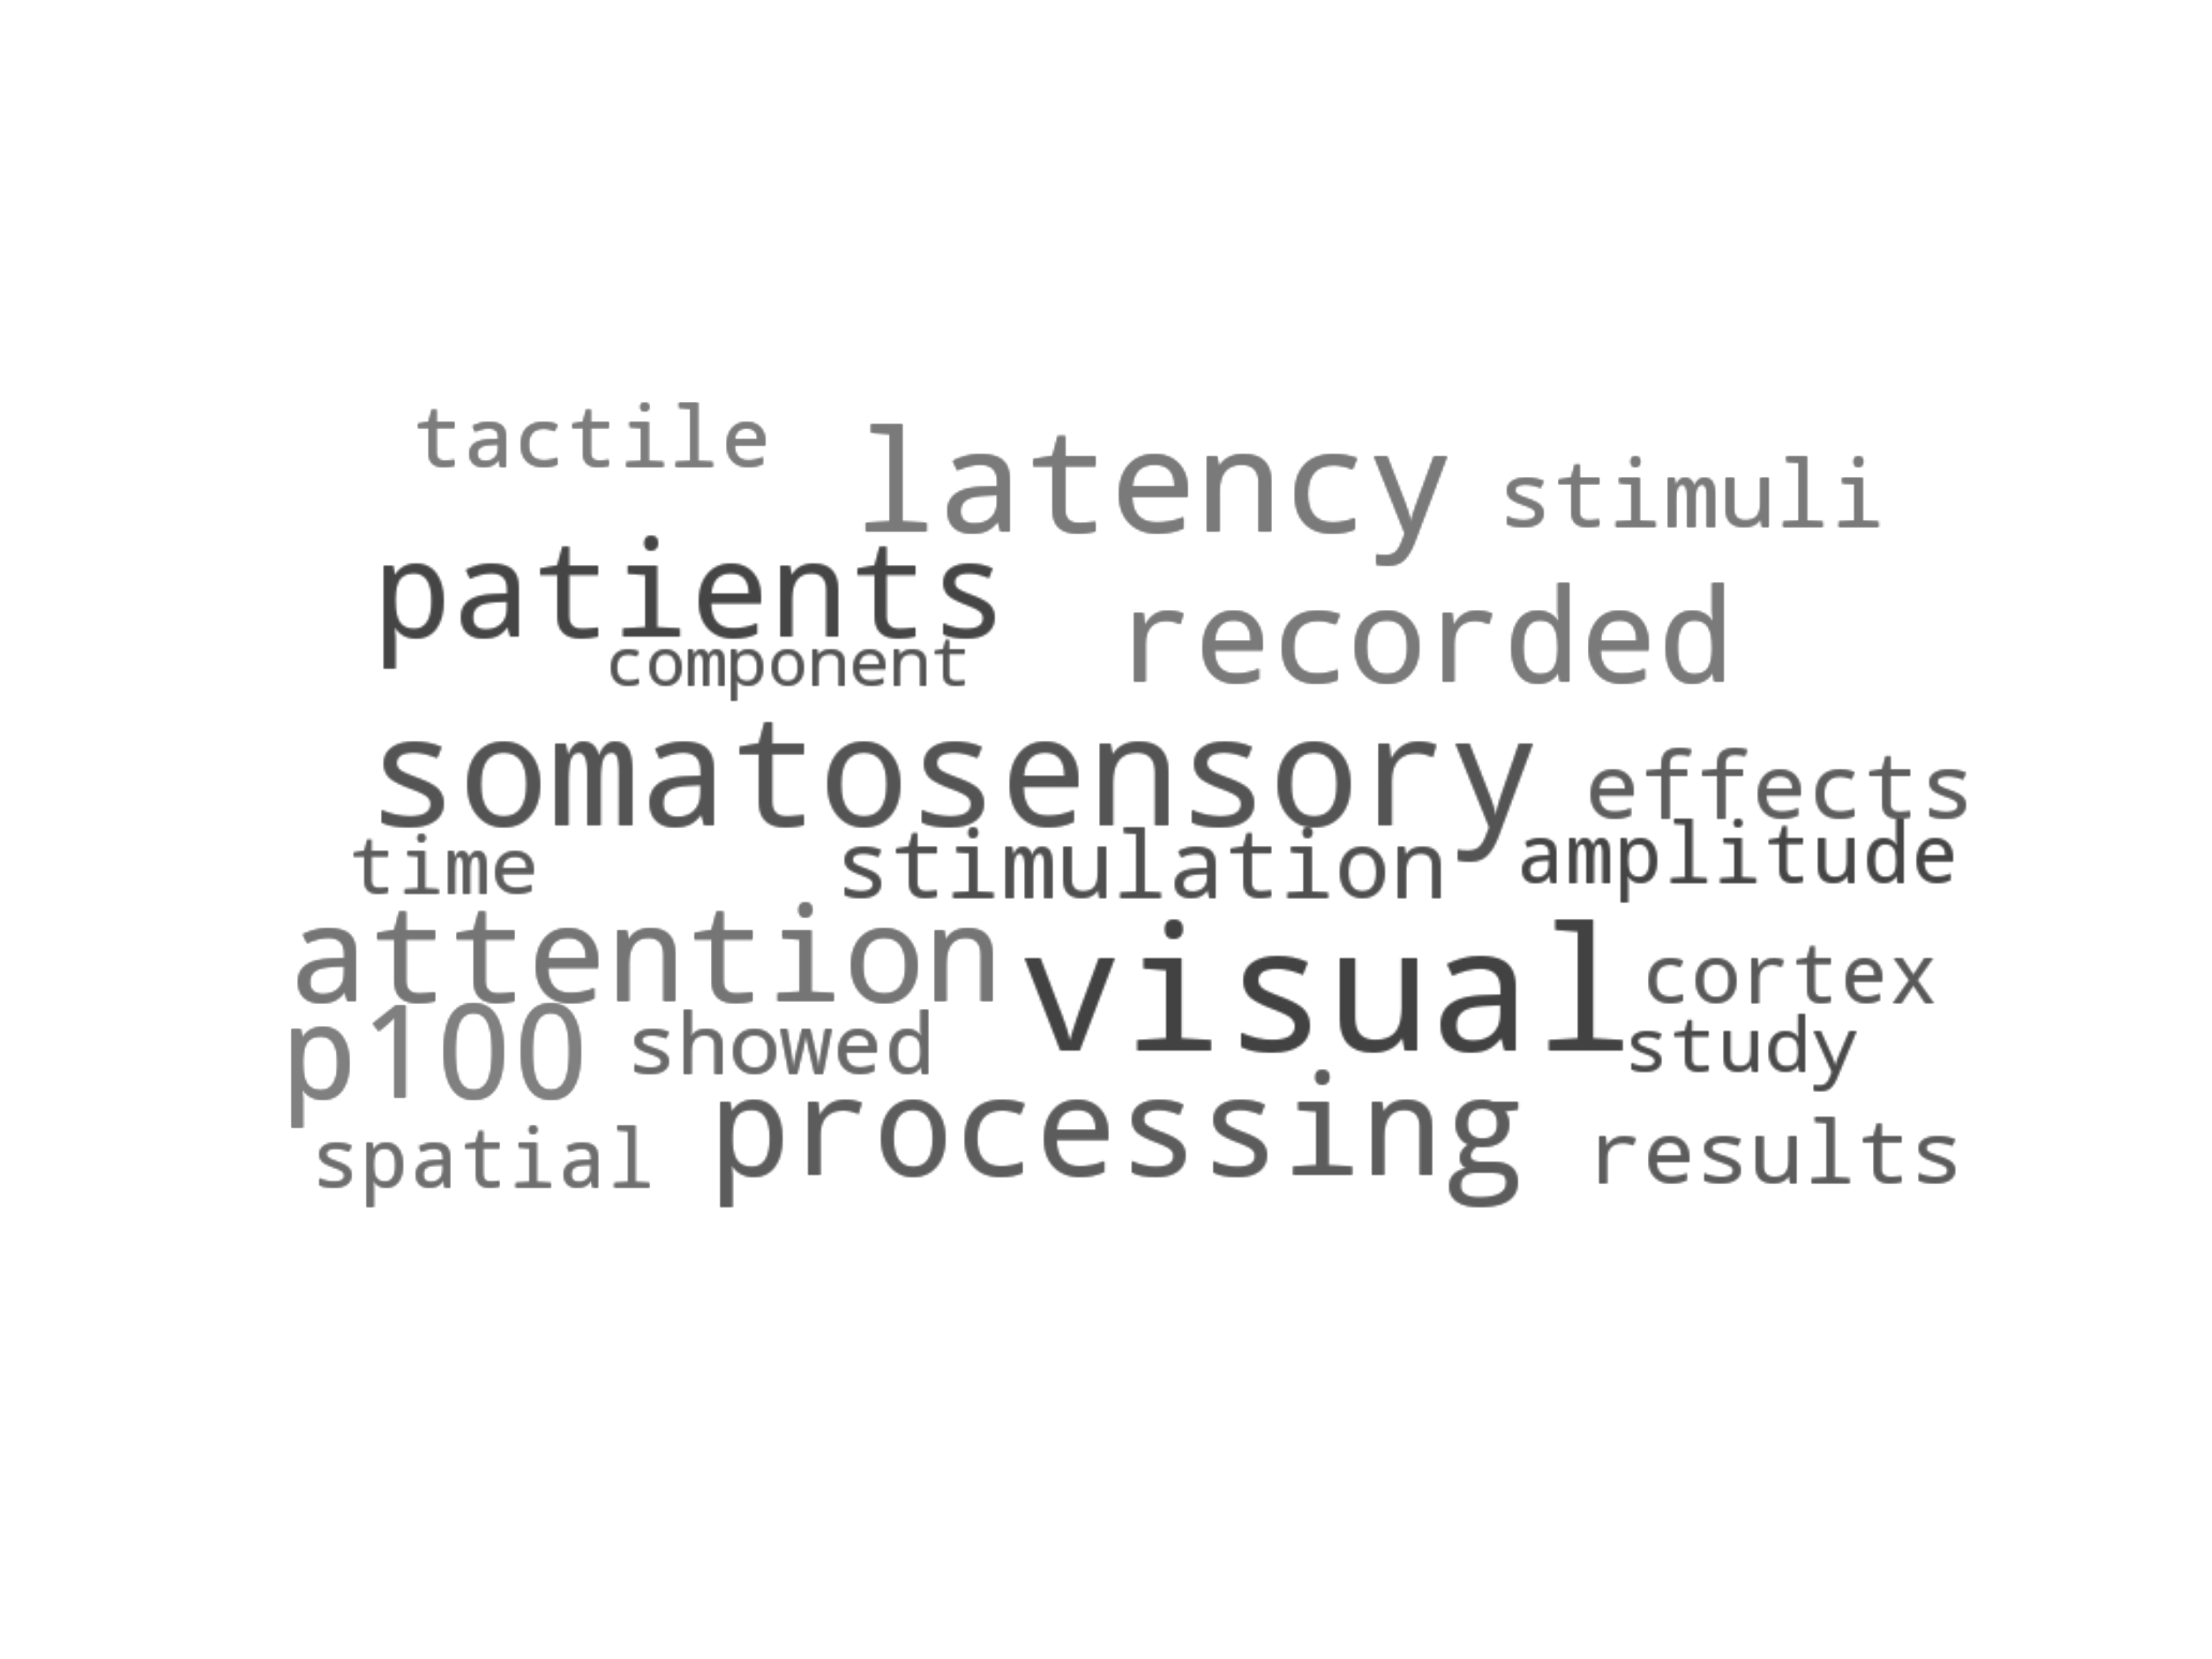 tactile latency stimuli
patients recorded
component
somatosensory effects
time stimulation amplitude
attention visual cortex
p100 showed study
spatial processing results